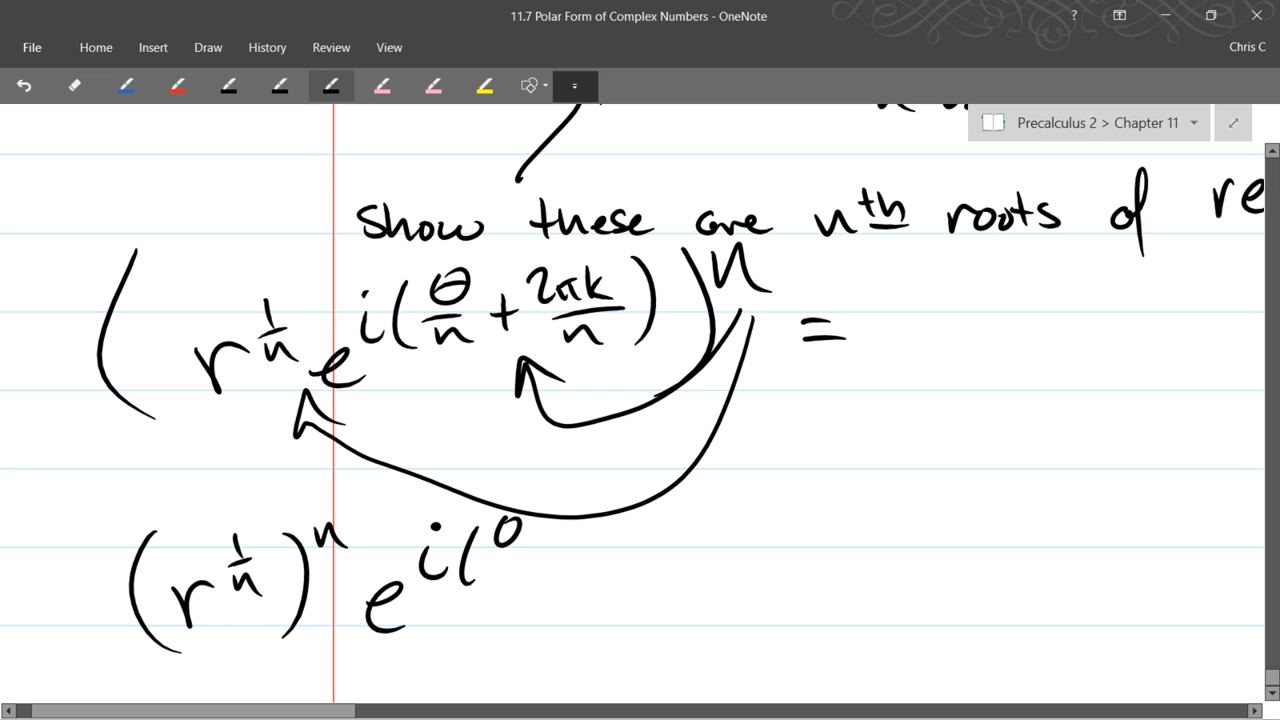 11.7 Polar Form of Complex Numbers - OneNote
?
File Home Insert Draw History Review View
Chris C
Precalculus 2 > Chapter 11
Show these are nth roots of re
(r^{1/n} e^{i(θ/n + 2πk/n)})^n =
(r^{1/n})^n e^{i(θ